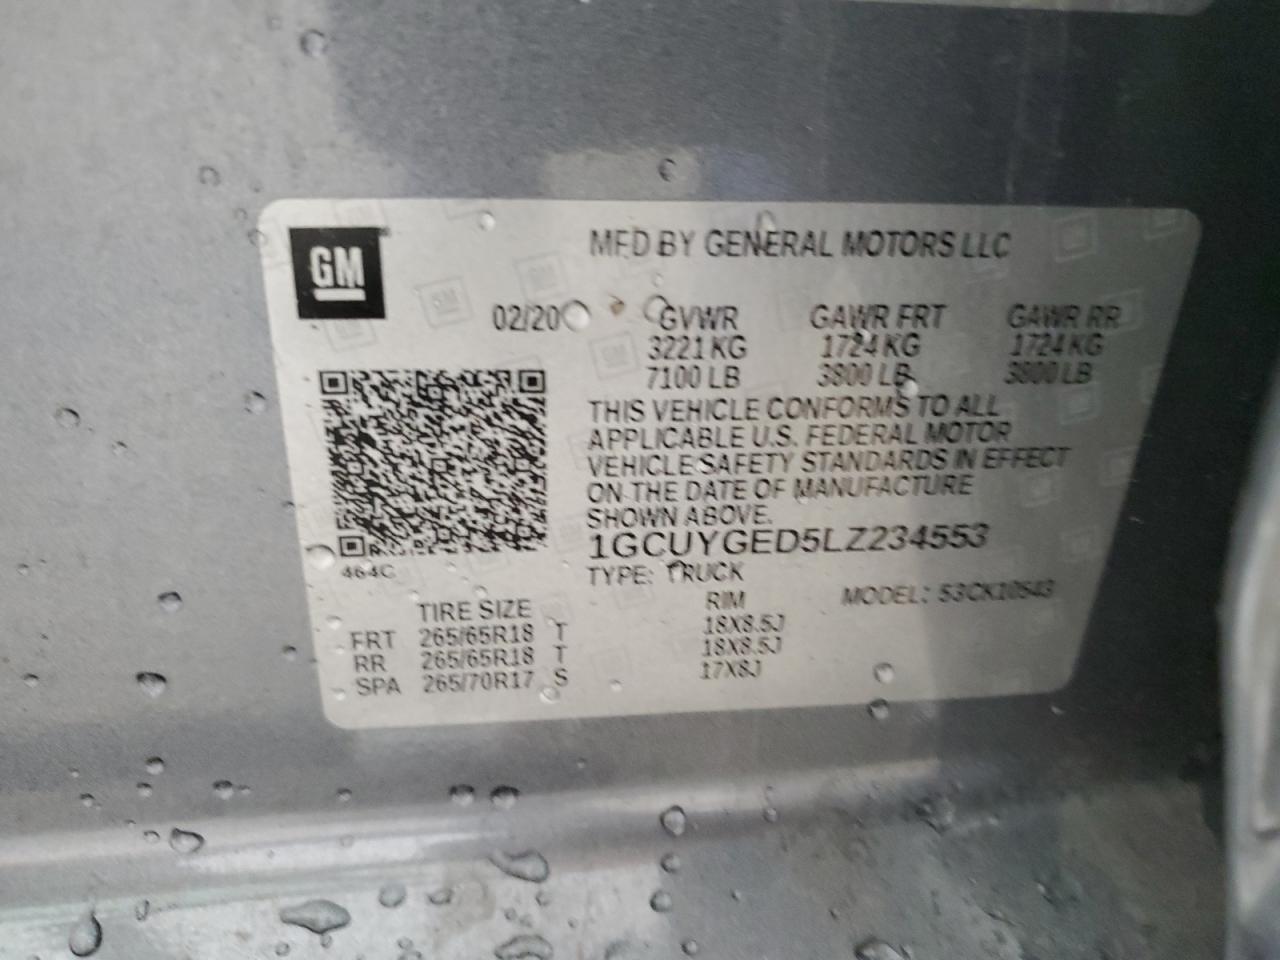 GM
MFD BY GENERAL MOTORS LLC
02/20 GVWR GAWR FRT GAWR RR
3221 KG 1724 KG 1724 KG
7100 LB 3800 LB 3800 LB
THIS VEHICLE CONFORMS TO ALL
APPLICABLE U.S. FEDERAL MOTOR
VEHICLE SAFETY STANDARDS IN EFFECT
ON THE DATE OF MANUFACTURE
SHOWN ABOVE.
1GCUYGED5LZ234553
464C
TYPE: TRUCK MODEL: 53CK10543
TIRE SIZE RIM
FRT 265/65R18 T 18X8.5J
RR 265/65R18 T 18X8.5J
SPA 265/70R17 S 17X8J